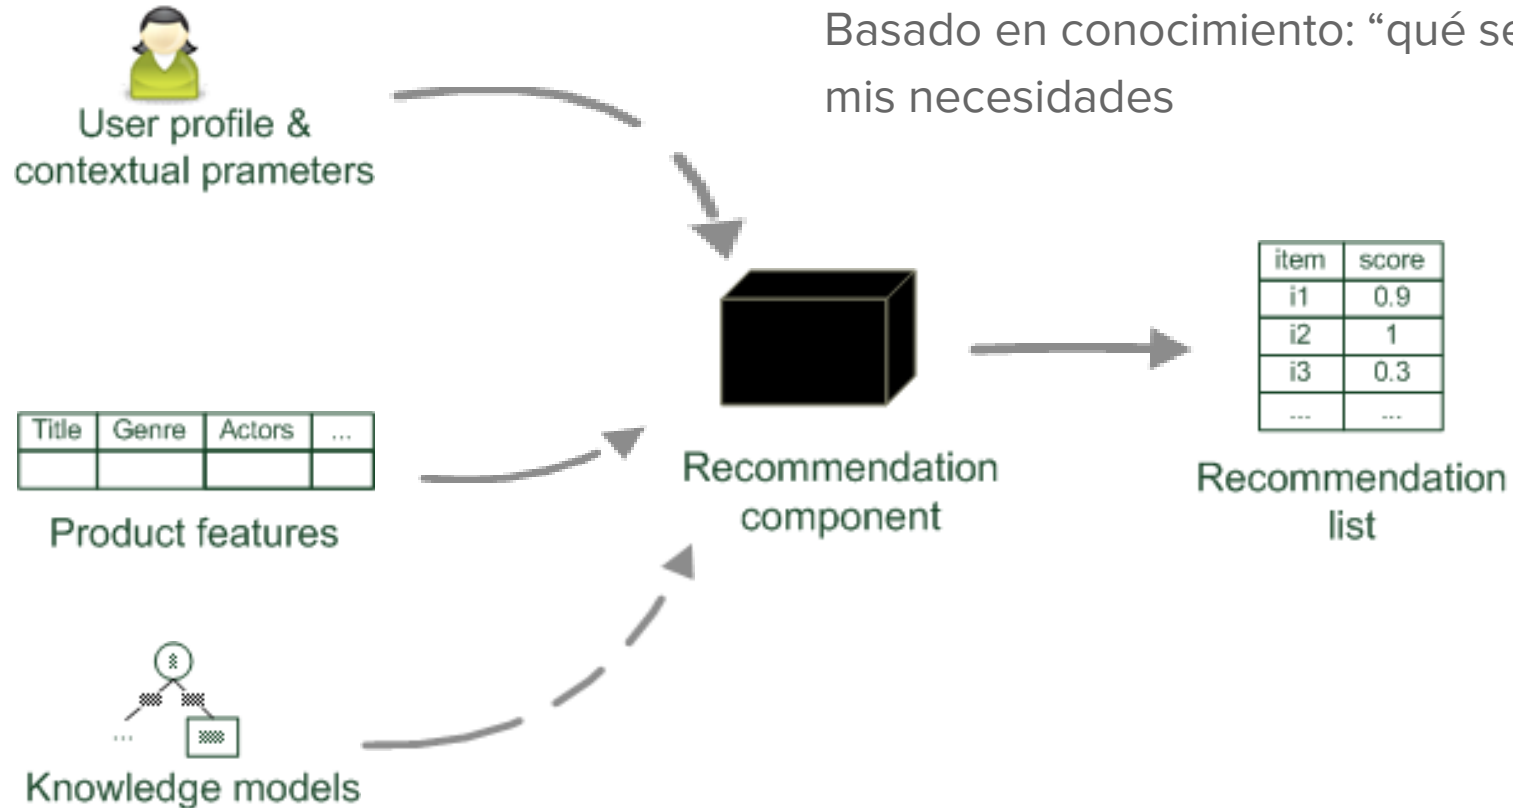 Basado en conocimiento: “qué se
mis necesidades
User profile &
contextual prameters
item score
i1 0.9
i2 1
i3 0.3
... ...
Title Genre Actors ...
Product features
Recommendation
component
Recommendation
list
...
Knowledge models